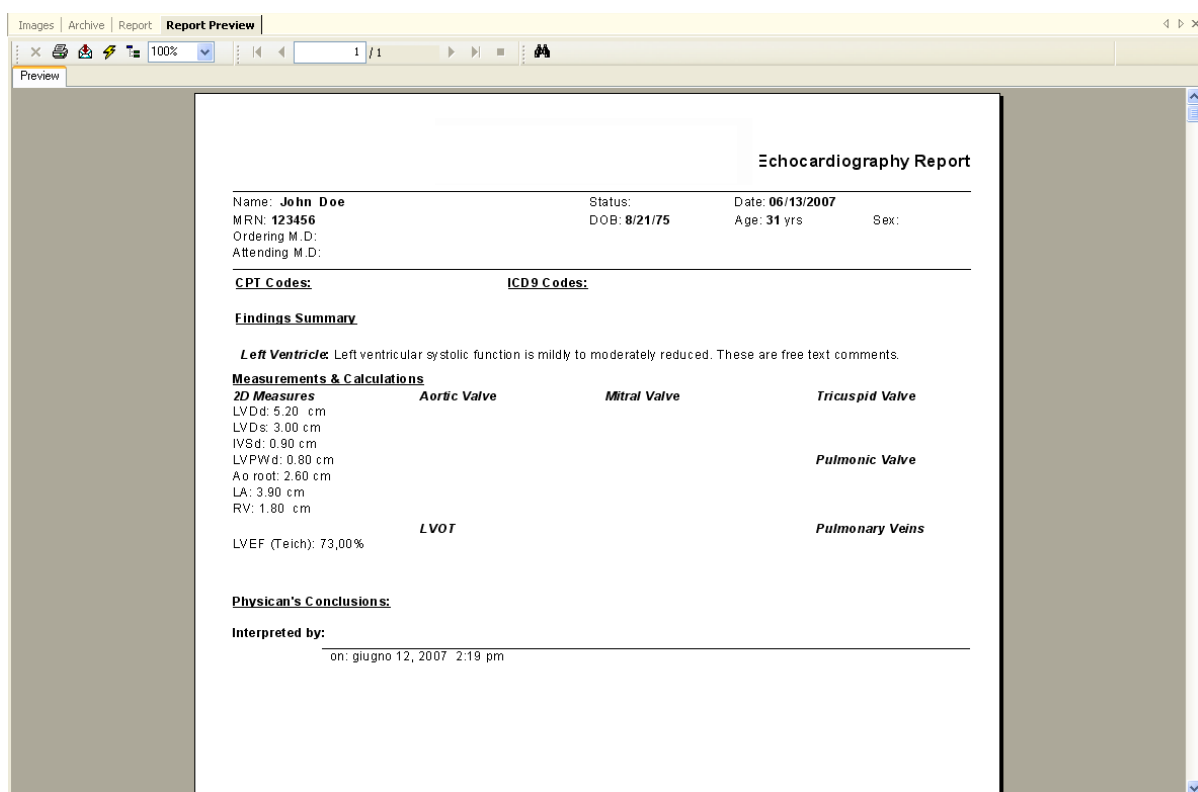 Images Archive Report Report Preview
100% 1 / 1
Preview
Echocardiography Report
Name: John Doe Status: Date: 06/13/2007
MRN: 123456 DOB: 8/21/75 Age: 31 yrs Sex:
Ordering M.D:
Attending M.D:
CPT Codes: ICD9 Codes:
Findings Summary
Left Ventricle: Left ventricular systolic function is mildly to moderately reduced. These are free text comments.
Measurements & Calculations
2D Measures Aortic Valve Mitral Valve Tricuspid Valve
LVDd: 5.20 cm
LVDs: 3.00 cm
IVSd: 0.90 cm
LVPWd: 0.80 cm Pulmonic Valve
Ao root: 2.60 cm
LA: 3.90 cm
RV: 1.80 cm
LVOT Pulmonary Veins
LVEF (Teich): 73,00%
Physican's Conclusions:
Interpreted by:
on: giugno 12, 2007 2:19 pm